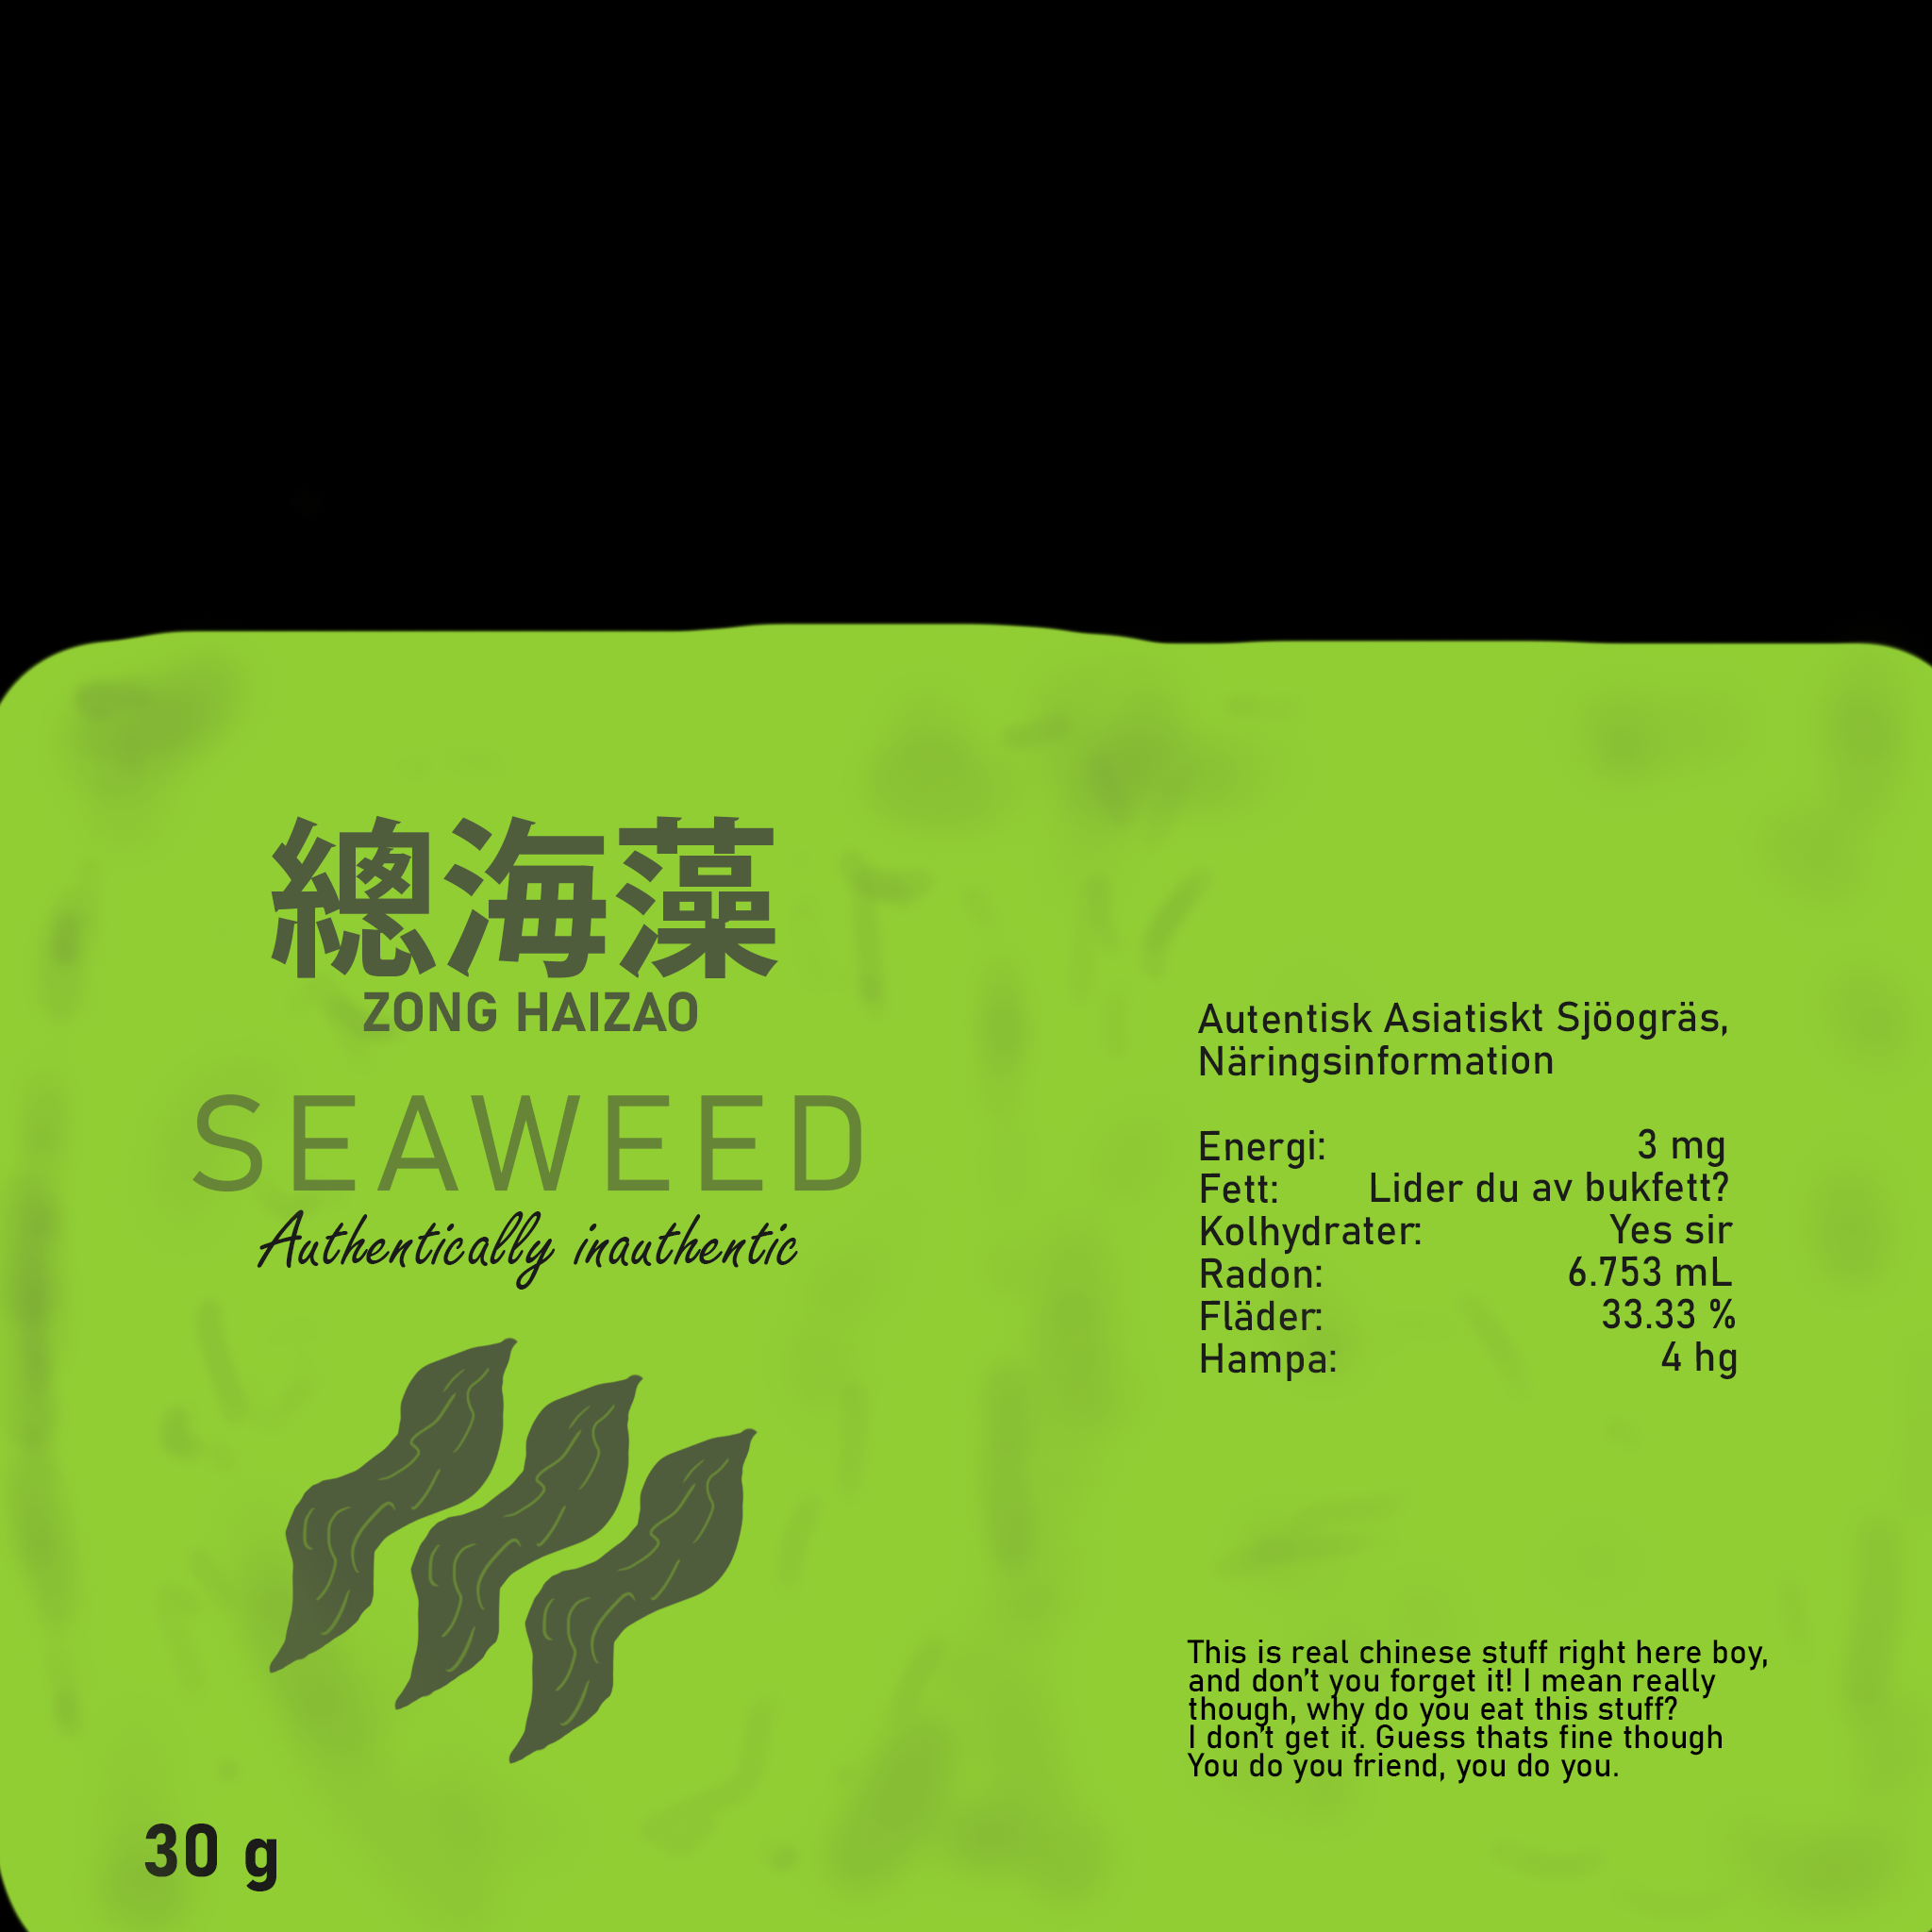 總海藻
ZONG HAIZAO
SEAWEED
Authentically inauthentic
30 g
Autentisk Asiatiskt Sjöogräs,
Näringsinformation
Energi: 3 mg
Fett: Lider du av bukfett?
Kolhydrater: Yes sir
Radon: 6.753 mL
Fläder: 33.33 %
Hampa: 4 hg
This is real chinese stuff right here boy,
and don't you forget it! I mean really
though, why do you eat this stuff?
I don't get it. Guess thats fine though
You do you friend, you do you.